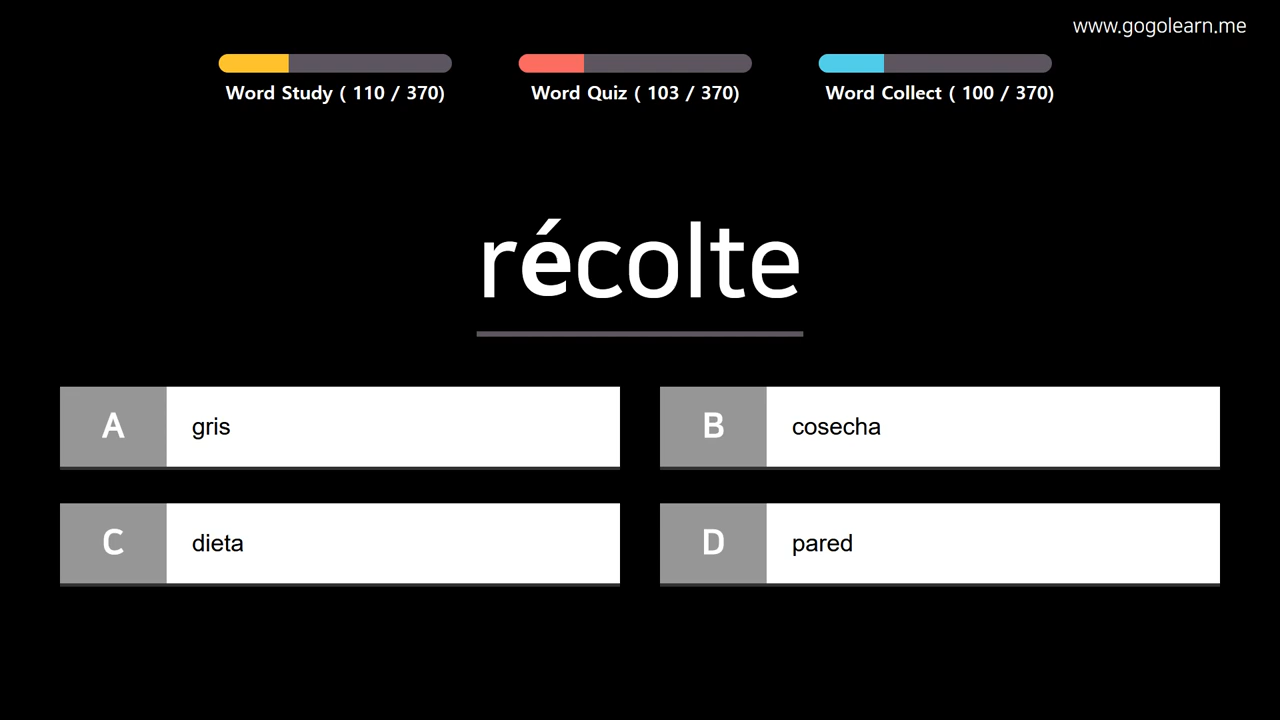 www.gogolearn.me
Word Study ( 110 / 370)
Word Quiz ( 103 / 370)
Word Collect ( 100 / 370)
récolte
A gris
B cosecha
C dieta
D pared